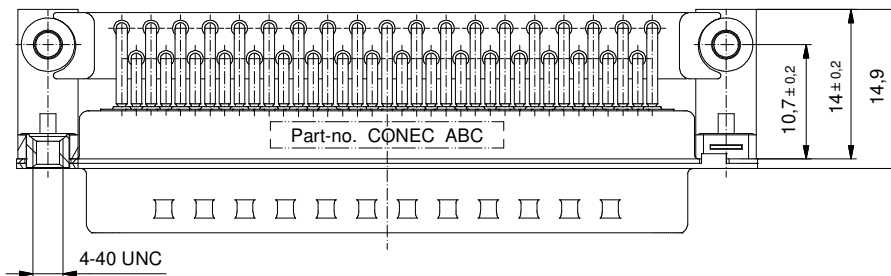 Part-no. CONEC ABC
10,7 ± 0,2
14 ± 0,2
14,9
4-40 UNC